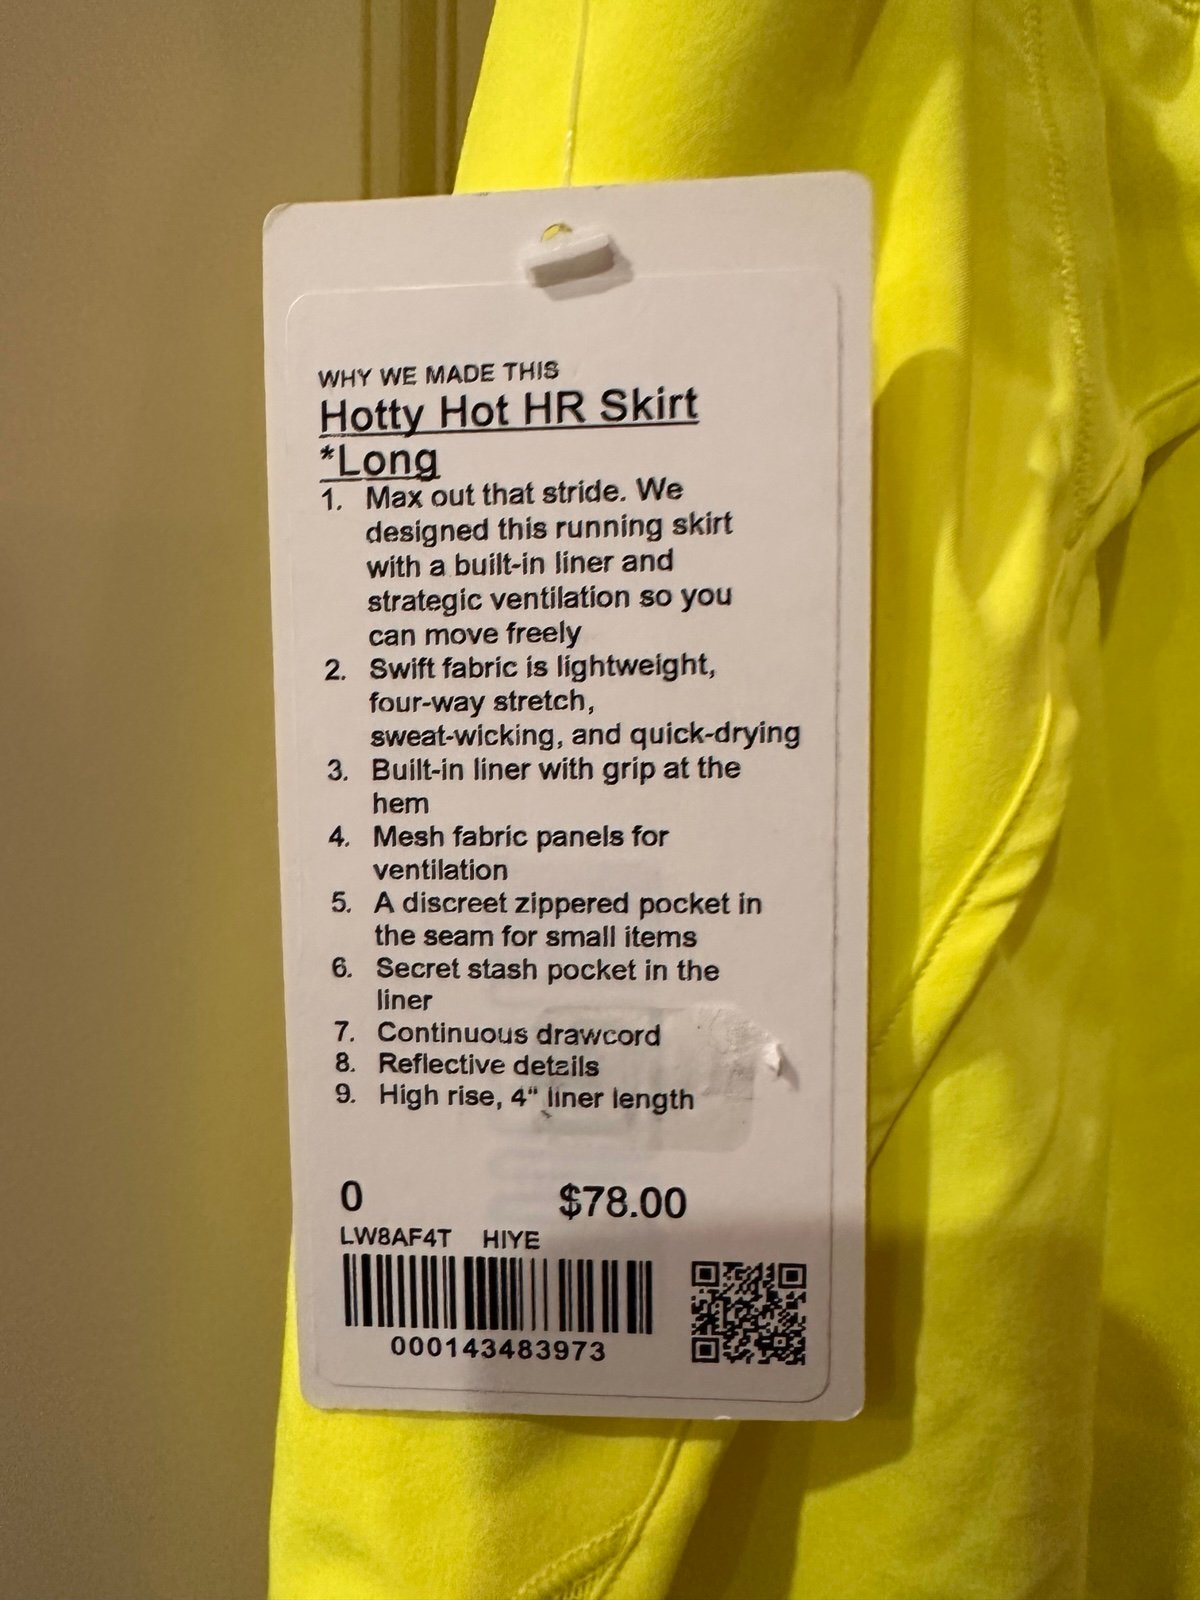 WHY WE MADE THIS
Hotty Hot HR Skirt
*Long
1. Max out that stride. We
designed this running skirt
with a built-in liner and
strategic ventilation so you
can move freely
2. Swift fabric is lightweight,
four-way stretch,
sweat-wicking, and quick-drying
3. Built-in liner with grip at the
hem
4. Mesh fabric panels for
ventilation
5. A discreet zippered pocket in
the seam for small items
6. Secret stash pocket in the
liner
7. Continuous drawcord
8. Reflective details
9. High rise, 4" liner length
0 $78.00
LW8AF4T HIYE
000143483973